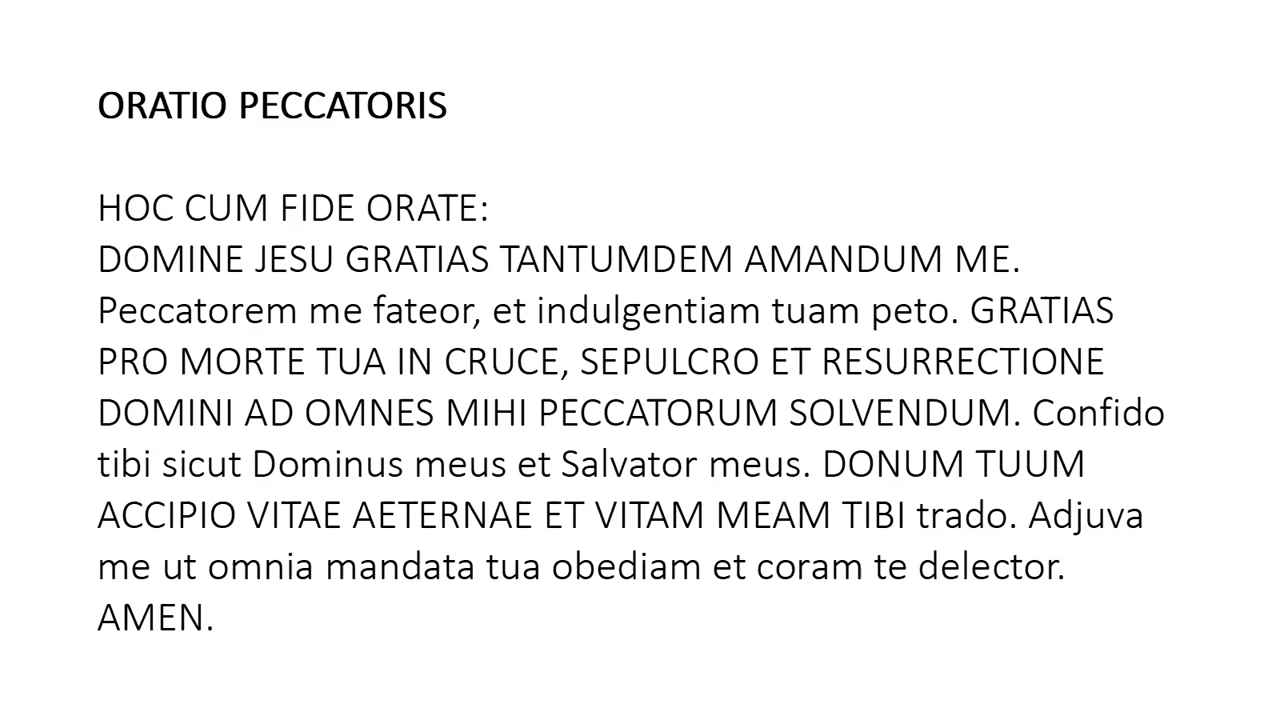 ORATIO PECCATORIS
HOC CUM FIDE ORATE:
DOMINE JESU GRATIAS TANTUMDEM AMANDUM ME.
Peccatorem me fateor, et indulgentiam tuam peto. GRATIAS
PRO MORTE TUA IN CRUCE, SEPULCRO ET RESURRECTIONE
DOMINI AD OMNES MIHI PECCATORUM SOLVENDUM. Confido
tibi sicut Dominus meus et Salvator meus. DONUM TUUM
ACCIPIO VITAE AETERNAE ET VITAM MEAM TIBI trado. Adjuva
me ut omnia mandata tua obediam et coram te delector.
AMEN.